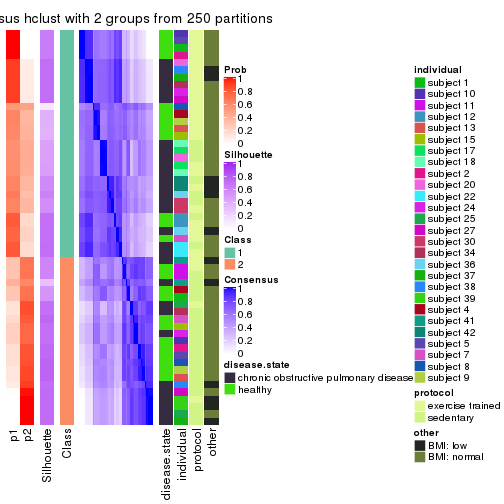 sus hclust with 2 groups from 250 partitions
Prob
1
0.8
0.6
0.4
0.2
0
Silhouette
1
0.8
0.6
0.4
0.2
0
Class
1
2
Consensus
1
0.8
0.6
0.4
0.2
0
disease.state
chronic obstructive pulmonary disease
healthy
individual
subject 1
subject 10
subject 11
subject 12
subject 13
subject 15
subject 17
subject 18
subject 2
subject 20
subject 22
subject 24
subject 25
subject 27
subject 30
subject 34
subject 36
subject 37
subject 38
subject 39
subject 4
subject 41
subject 42
subject 5
subject 7
subject 8
subject 9
protocol
exercise trained
sedentary
other
BMI: low
BMI: normal
p1
p2
Silhouette
Class
disease.state
individual
protocol
other